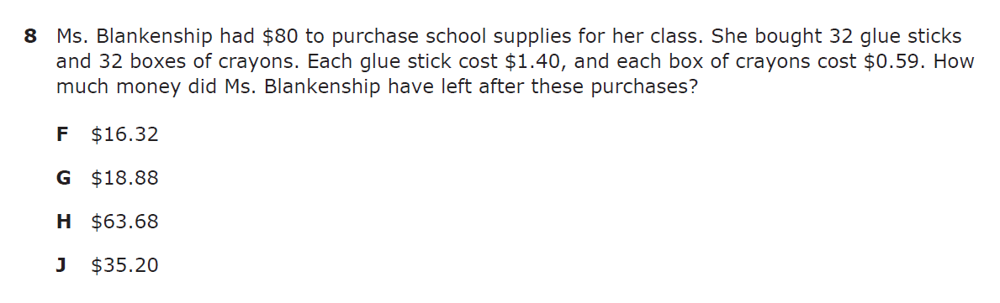 8 Ms. Blankenship had $80 to purchase school supplies for her class. She bought 32 glue sticks
and 32 boxes of crayons. Each glue stick cost $1.40, and each box of crayons cost $0.59. How
much money did Ms. Blankenship have left after these purchases?
F $16.32
G $18.88
H $63.68
J $35.20